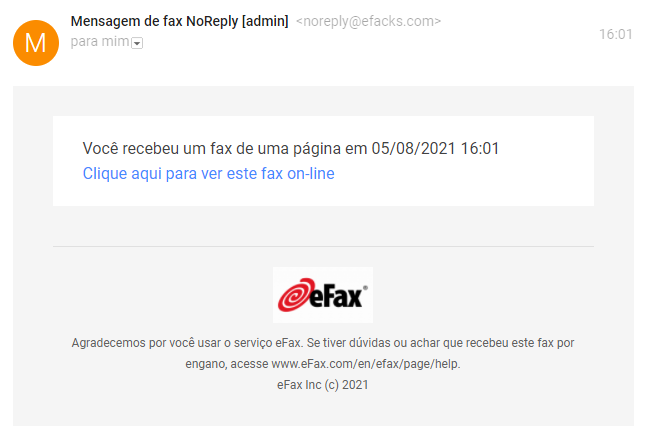 M
Mensagem de fax NoReply [admin] <noreply@efacks.com>
16:01
para mim
Você recebeu um fax de uma página em 05/08/2021 16:01
Clique aqui para ver este fax on-line
eFax®
Agradecemos por você usar o serviço eFax. Se tiver dúvidas ou achar que recebeu este fax por
engano, acesse www.eFax.com/en/efax/page/help.
eFax Inc (c) 2021